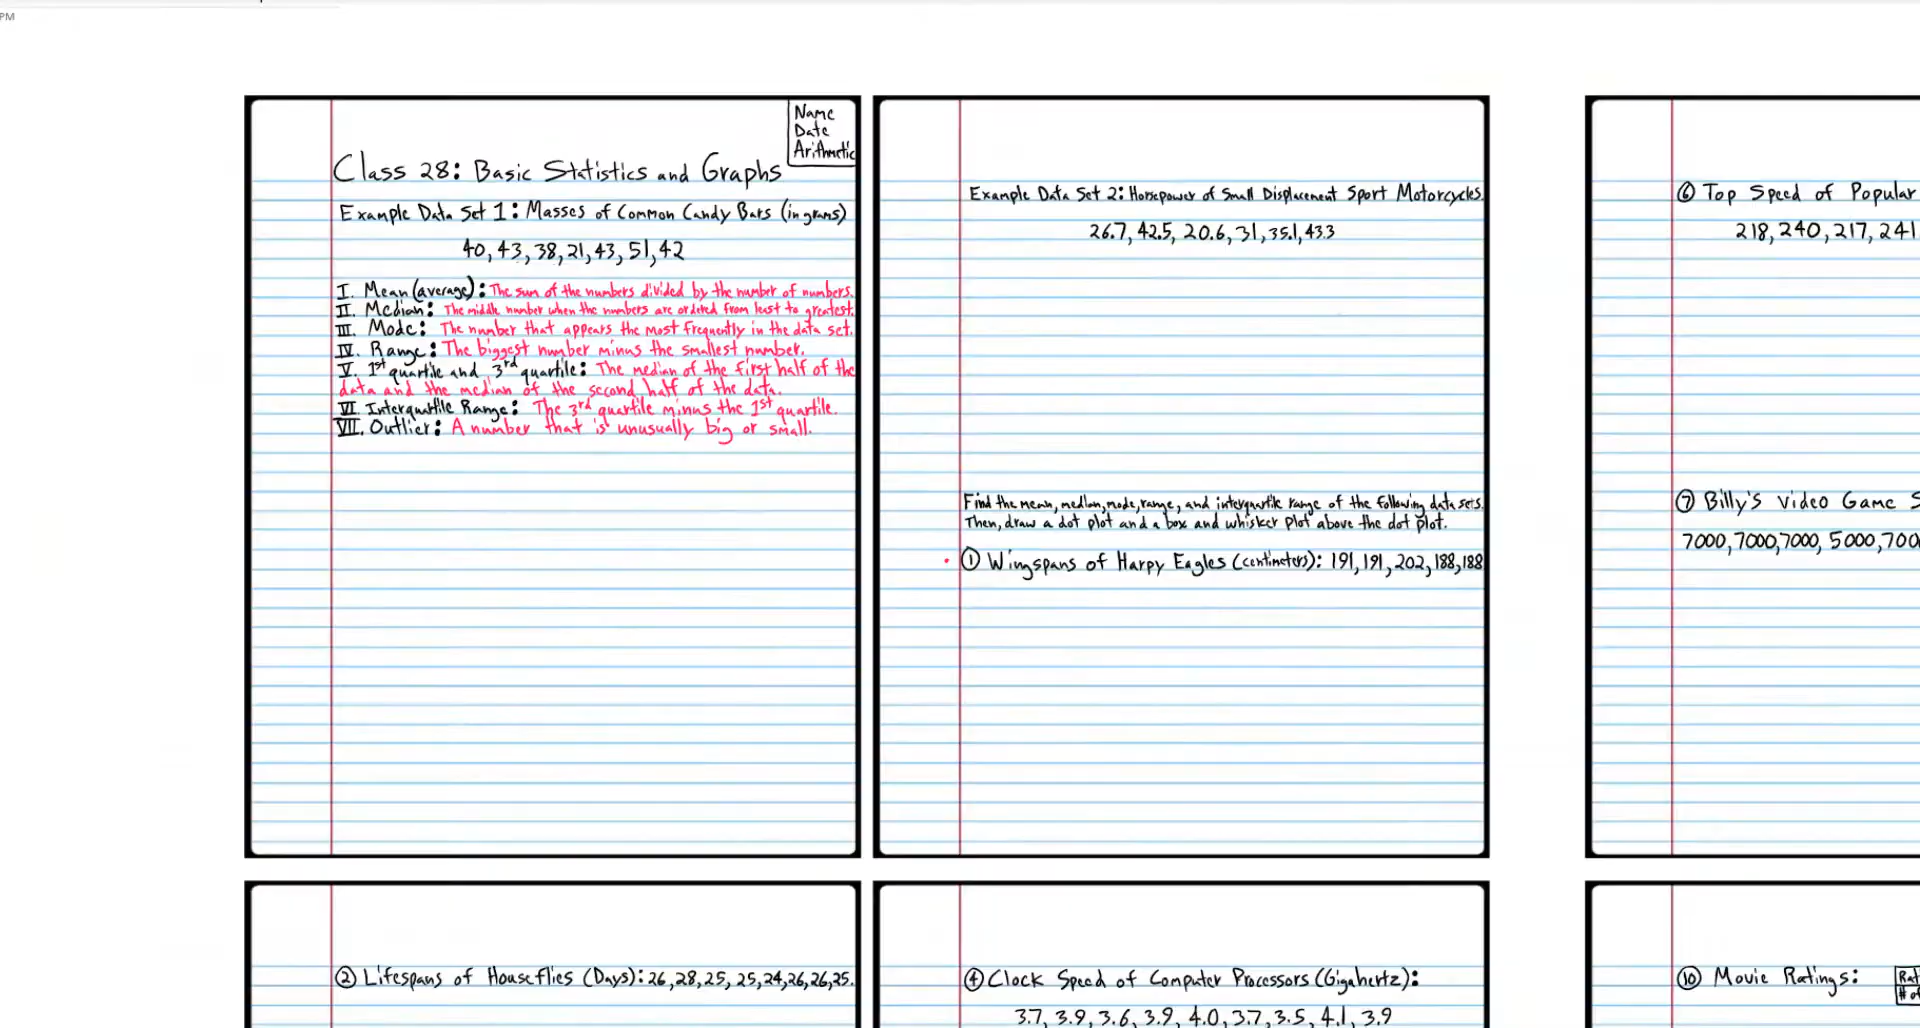 PM
Name
Date
Arithmetic
Class 28: Basic Statistics and Graphs
Example Data Set 1: Masses of Common Candy Bars (in grams)
40, 43, 38, 21, 43, 51, 42
I. Mean (average): The sum of the numbers divided by the number of numbers.
II. Median: The middle number when the numbers are ordered from least to greatest.
III. Mode: The number that appears the most frequently in the data set.
IV. Range: The biggest number minus the smallest number.
V. 1st quartile and 3rd quartile: The median of the first half of the
data and the median of the second half of the data.
VI. Interquartile Range: The 3rd quartile minus the 1st quartile.
VII. Outlier: A number that is unusually big or small.
Example Data Set 2: Horsepower of Small Displacement Sport Motorcycles.
26.7, 42.5, 20.6, 31, 35.1, 43.3
Find the mean, median, mode, range, and interquartile range of the following data sets.
Then, draw a dot plot and a box and whisker plot above the dot plot.
① Wingspans of Harpy Eagles (centimeters): 191, 191, 202, 188, 188
⑥ Top Speed of Popular
218, 240, 217, 241
⑦ Billy's Video Game S
7000, 7000, 7000, 5000, 700
② Lifespans of Houseflies (Days): 26, 28, 25, 25, 24, 26, 26, 25.
④ Clock Speed of Computer Processors (Gigahertz):
3.7, 3.9, 3.6, 3.9, 4.0, 3.7, 3.5, 4.1, 3.9
⑩ Movie Ratings:
Rat
# of